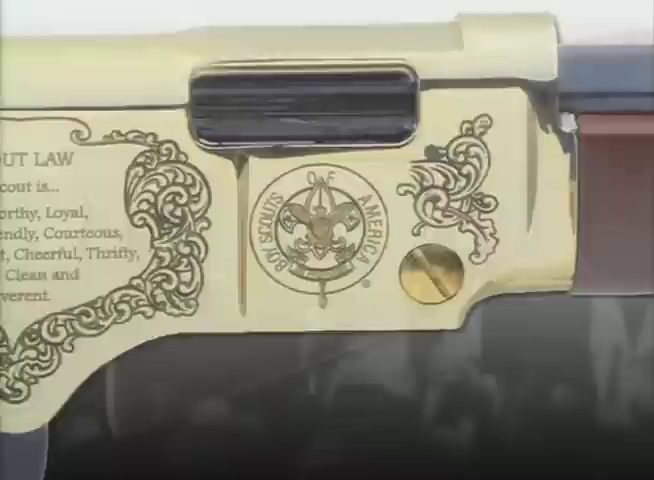 OUT LAW
cout is...
orthy, Loyal,
endly, Courteous,
t, Cheerful, Thrifty,
Clean and
verent.
BOY SCOUTS OF AMERICA
®